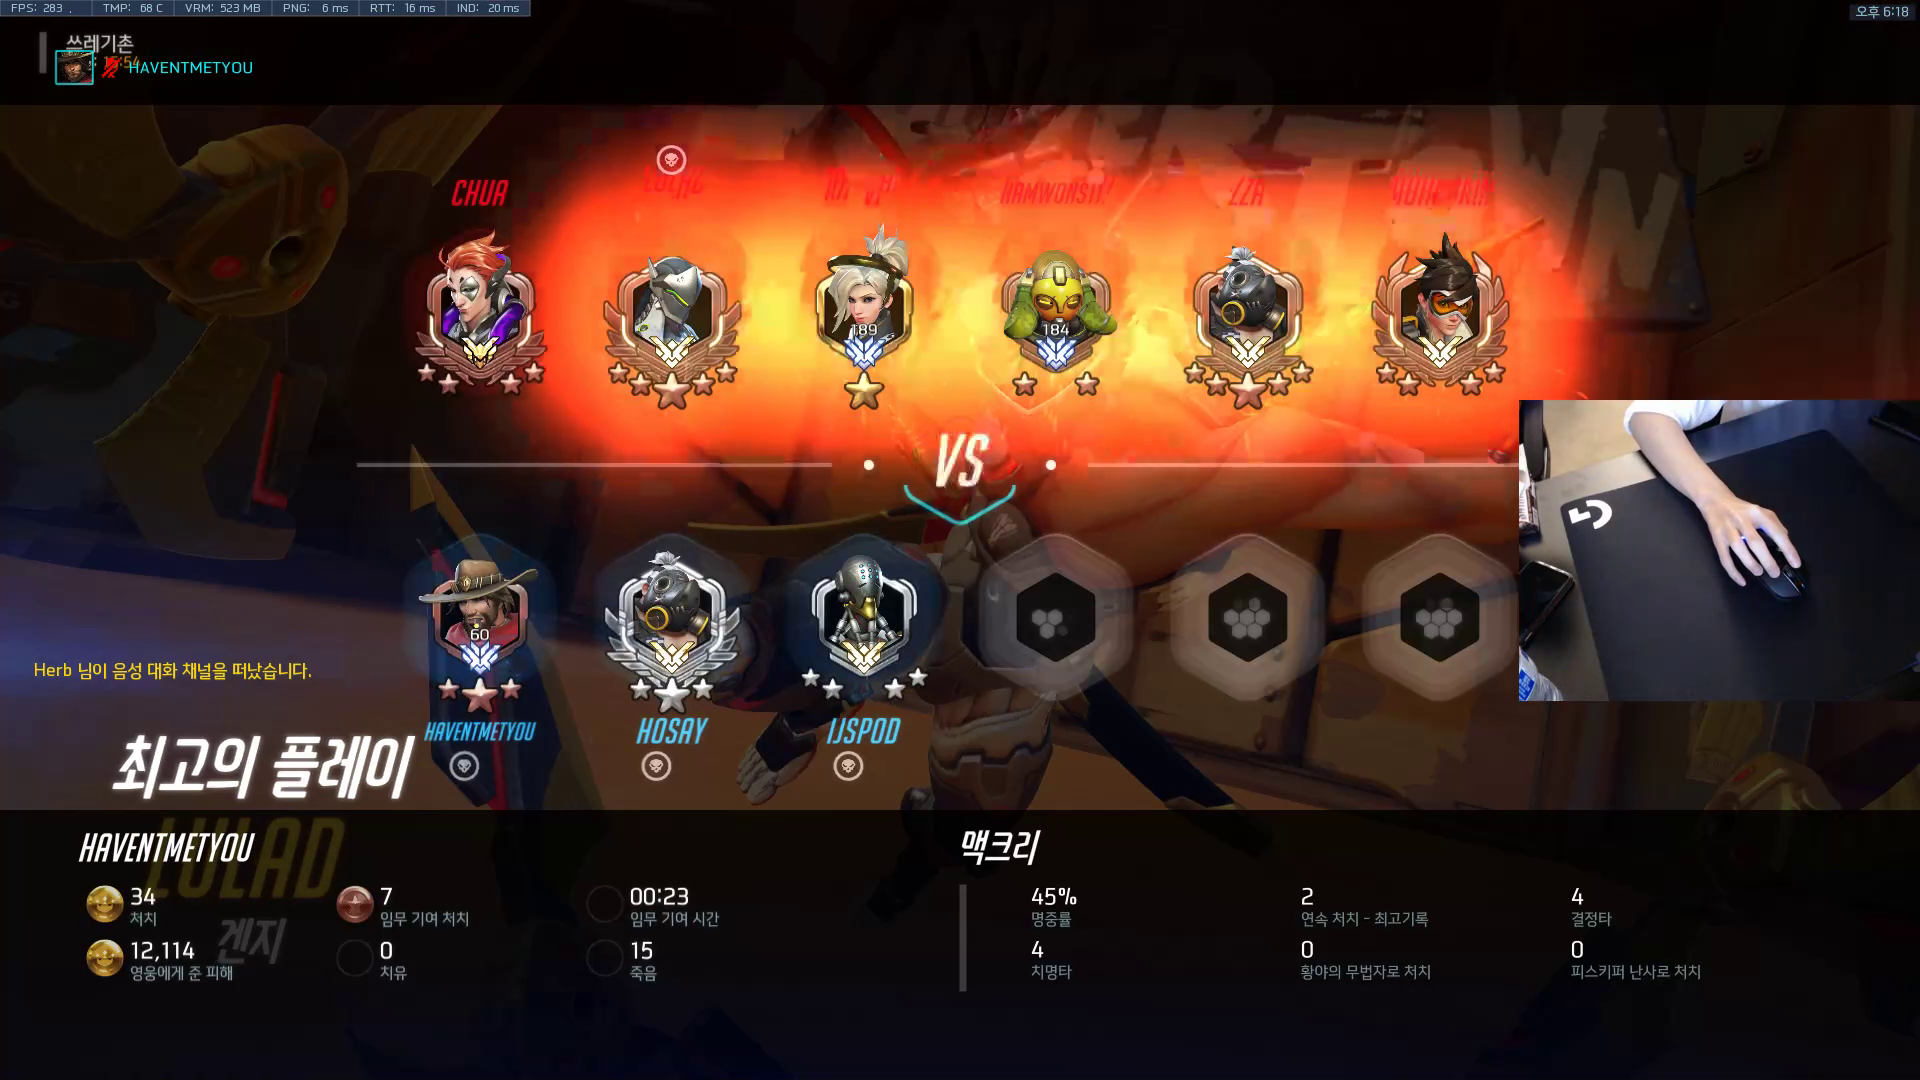 FPS: 283 . TMP: 68 C VRM: 523 MB PNG: 6 ms RTT: 16 ms IND: 20 ms
오후 6:18
쓰레기촌
HAVENTMETYOU
CHUA
189
184
VS
60
Herb 님이 음성 대화 채널을 떠났습니다.
HAVENTMETYOU HOSAY IJSPOD
최고의 플레이
LULAD
겐지
HAVENTMETYOU
34
처치
7
임무 기여 처치
00:23
임무 기여 시간
12,114
영웅에게 준 피해
0
치유
15
죽음
맥크리
45%
명중률
2
연속 처치 - 최고기록
4
결정타
4
치명타
0
황야의 무법자로 처치
0
피스키퍼 난사로 처치